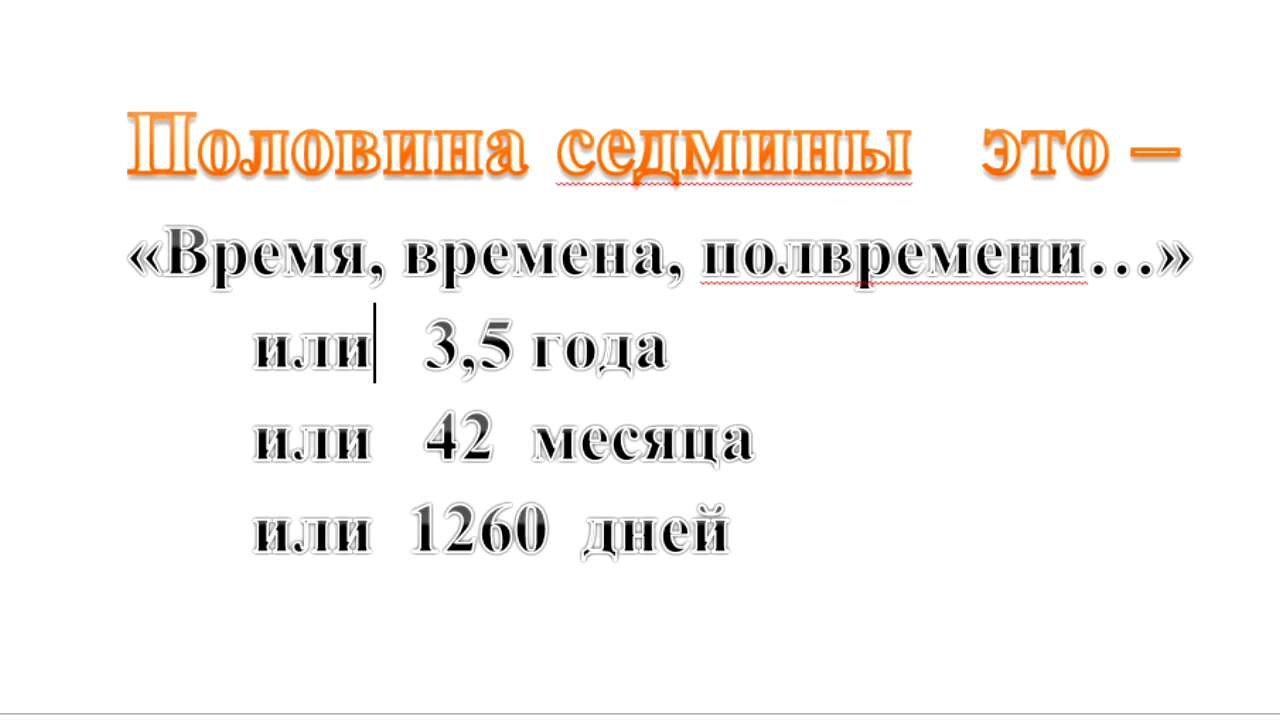 Половина седмины это –
«Время, времена, полвремени…»
или 3,5 года
или 42 месяца
или 1260 дней